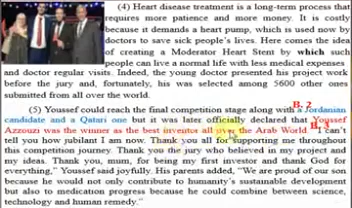 (4) Heart disease treatment is a long-term process that
requires more patience and more money. It is costly
because it demands a heart pump, which is used now by
doctors to save sick people's lives. Here comes the idea
of creating a Moderator Heart Stent by which such
people can live a normal life with less medical expenses
and doctor regular visits. Indeed, the young doctor presented his project work
before the jury and, fortunately, his was selected among 5600 other ones
submitted from all over the world.
B. 2
(5) Youssef could reach the final competition stage along with a Jordanian
candidate and a Qatari one but it was later officially declared that Youssef
Azzouzi was the winner as the best inventor all over the Arab World. "I can't
tell you how jubilant I am now. Thank you all for supporting me throughout
this competition journey. Thank you the jury who believed in my project and
my ideas. Thank you, mum, for being my first investor and thank God for
everything," Youssef said joyfully. His parents added, "We are proud of our son
because he would not only contribute to humanity's sustainable development
but also to medication progress because he could combine between science,
technology and human remedy."